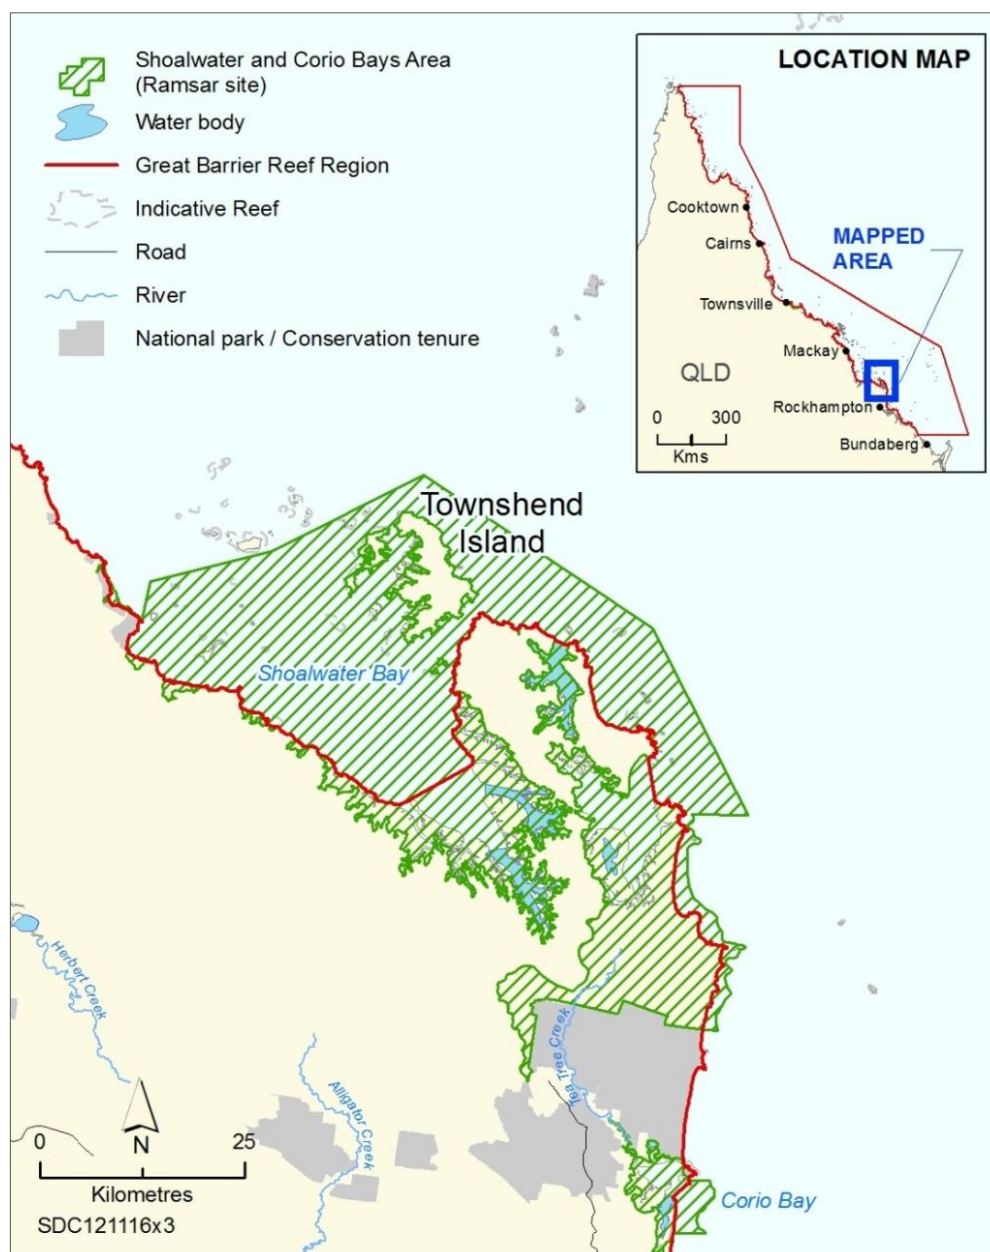 Shoalwater and Corio Bays Area
(Ramsar site)
Water body
Great Barrier Reef Region
Indicative Reef
Road
River
National park / Conservation tenure
LOCATION MAP
Cooktown
Cairns
MAPPED
AREA
Townsville
Mackay
QLD
Rockhampton
0 300
Kms
Bundaberg
Townshend
Island
Shoalwater Bay
Herbert Creek
Tea Tree Creek
Alligator Creek
N
0 25
Kilometres
Corio Bay
SDC121116x3